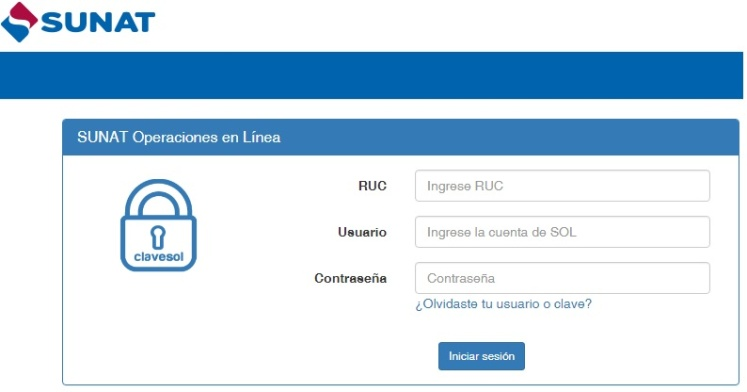 SUNAT
SUNAT Operaciones en Línea
clavesol
RUC
Ingrese RUC
Usuario
Ingrese la cuenta de SOL
Contraseña
Contraseña
¿Olvidaste tu usuario o clave?
Iniciar sesión